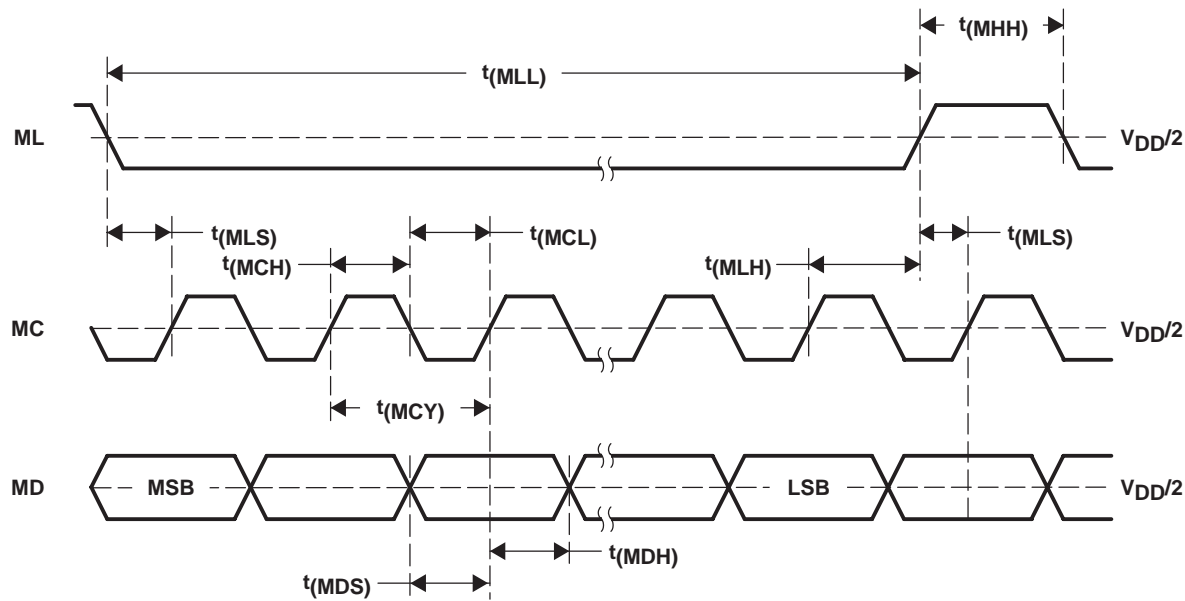 t(MHH)
t(MLL)
ML
VDD/2
t(MLS)
t(MCL)
t(MLS)
t(MCH)
t(MLH)
MC
VDD/2
t(MCY)
MD
MSB
LSB
VDD/2
t(MDH)
t(MDS)